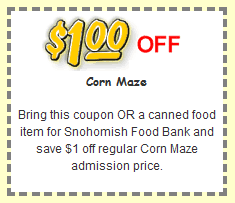 $1.00 OFF
Corn Maze
Bring this coupon OR a canned food
item for Snohomish Food Bank and
save $1 off regular Corn Maze
admission price.